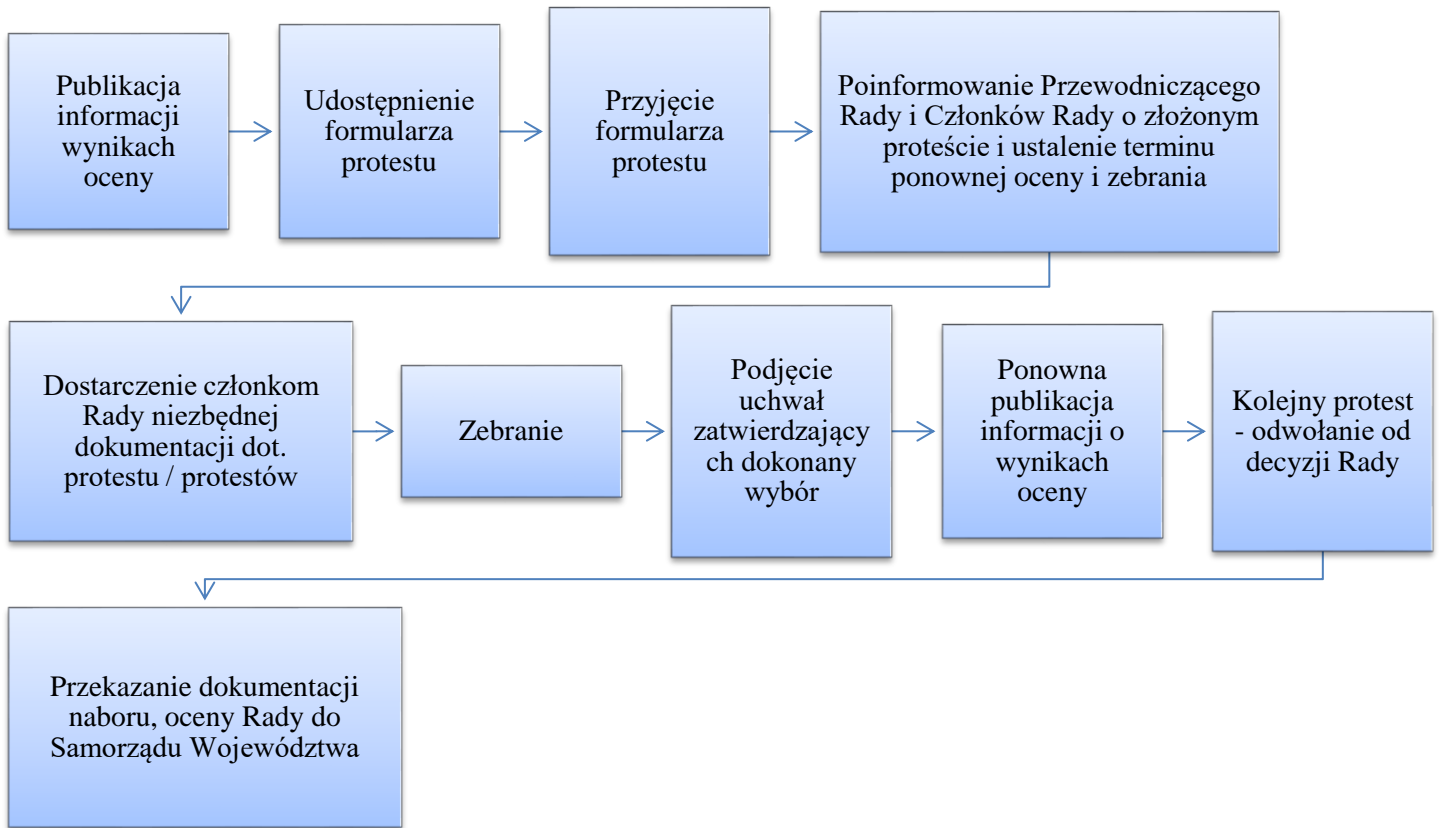 Publikacja
informacji
wynikach
oceny
Udostępnienie
formularza
protestu
Przyjęcie
formularza
protestu
Poinformowanie Przewodniczącego
Rady i Członków Rady o złożonym
proteście i ustalenie terminu
ponownej oceny i zebrania
Dostarczenie członkom
Rady niezbędnej
dokumentacji dot.
protestu / protestów
Zebranie
Podjęcie
uchwał
zatwierdzający
ch dokonany
wybór
Ponowna
publikacja
informacji o
wynikach
oceny
Kolejny protest
- odwołanie od
decyzji Rady
Przekazanie dokumentacji
naboru, oceny Rady do
Samorządu Województwa